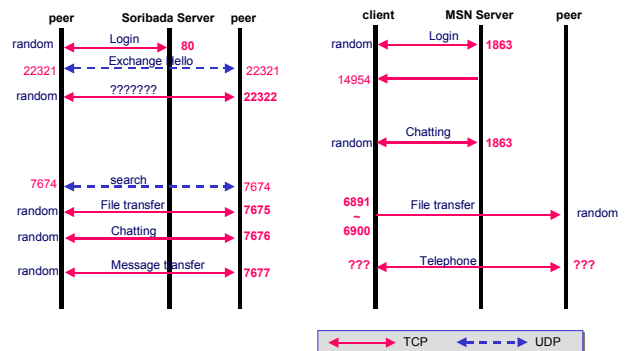 peer Soribada Server peer
random Login 80
22321 Exchange Hello 22321
random ??????? 22322
7674 search 7674
random File transfer 7675
random Chatting 7676
random Message transfer 7677
client MSN Server peer
random Login 1863
14954
random Chatting 1863
6891
~
6900
File transfer random
??? Telephone ???
TCP UDP